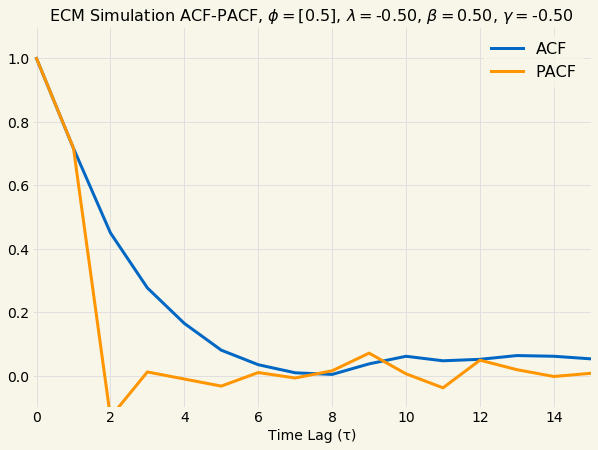 ECM Simulation ACF-PACF, ϕ = [0.5], λ = -0.50, β = 0.50, γ = -0.50
ACF
PACF
1.0
0.8
0.6
0.4
0.2
0.0
0 2 4 6 8 10 12 14
Time Lag (τ)